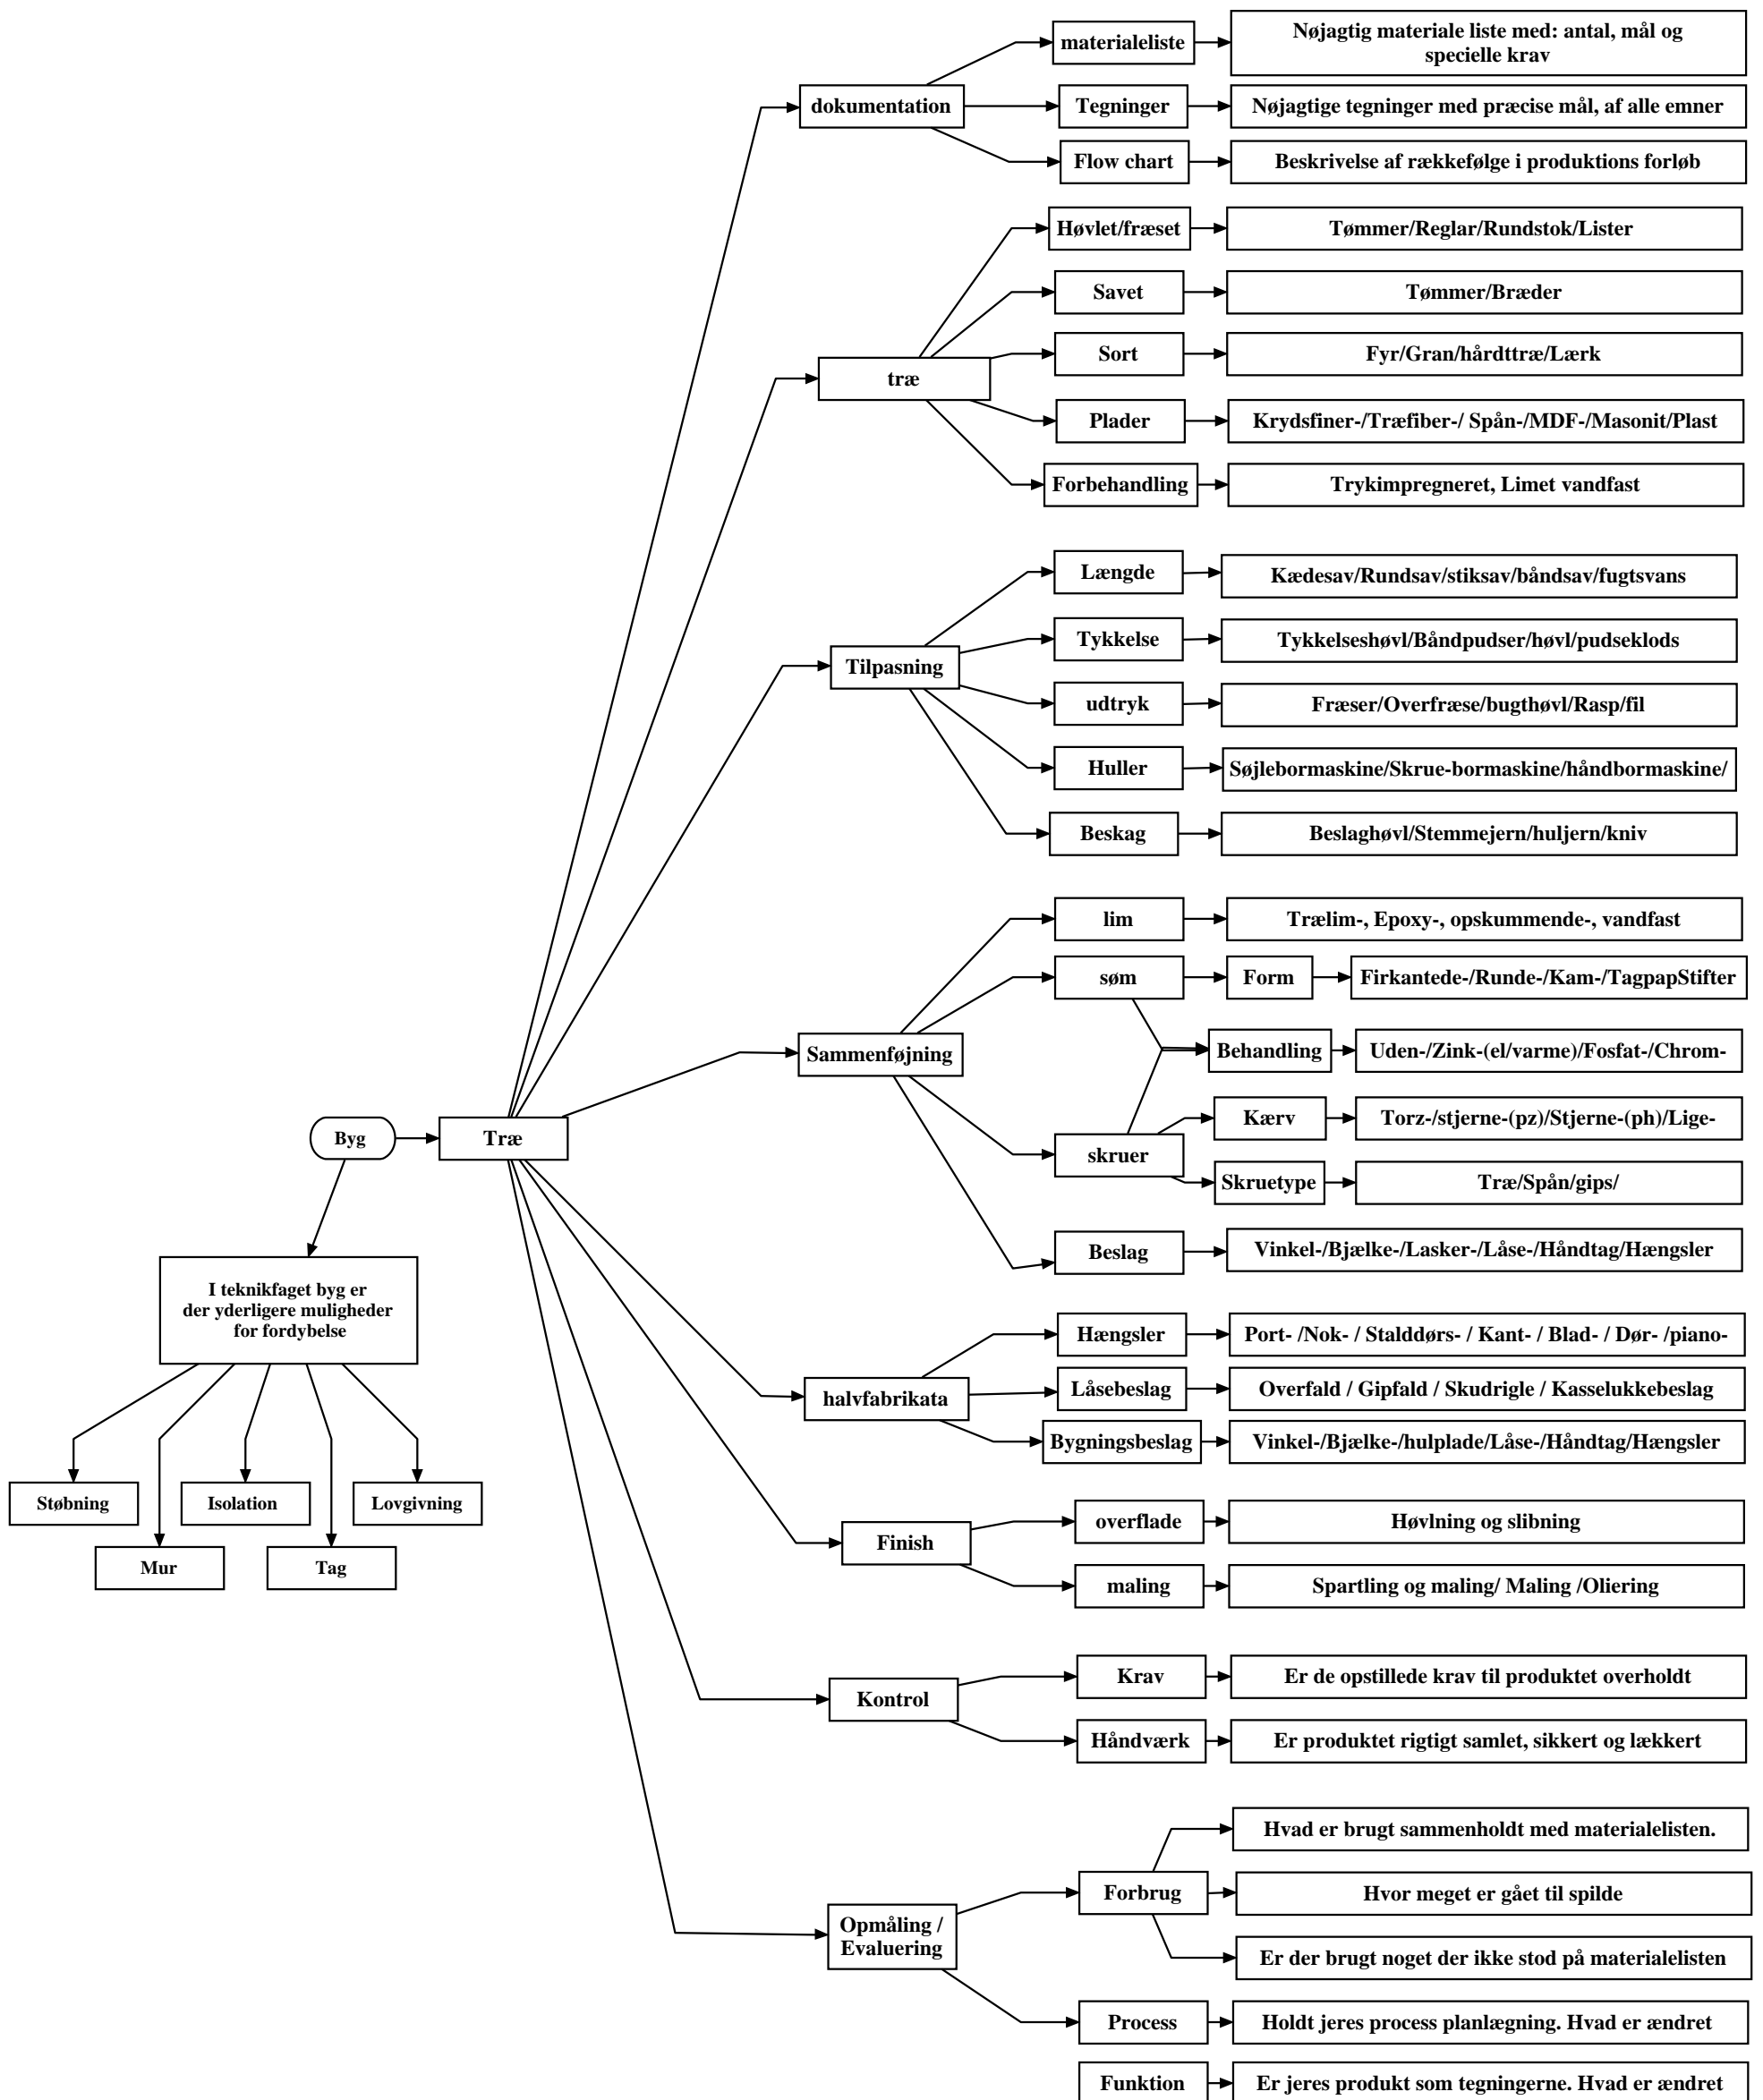 materialeliste
Nøjagtig materiale liste med: antal, mål og
specielle krav
dokumentation
Tegninger
Nøjagtige tegninger med præcise mål, af alle emner
Flow chart
Beskrivelse af rækkefølge i produktions forløb
Høvlet/fræset
Tømmer/Reglar/Rundstok/Lister
Savet
Tømmer/Bræder
træ
Sort
Fyr/Gran/hårdttræ/Lærk
Plader
Krydsfiner-/Træfiber-/ Spån-/MDF-/Masonit/Plast
Forbehandling
Trykimpregneret, Limet vandfast
Længde
Kædesav/Rundsav/stiksav/båndsav/fugtsvans
Tykkelse
Tykkelseshøvl/Båndpudser/høvl/pudseklods
Tilpasning
udtryk
Fræser/Overfræse/bugthøvl/Rasp/fil
Huller
Søjlebormaskine/Skrue-bormaskine/håndbormaskine/
Beskag
Beslaghøvl/Stemmejern/huljern/kniv
lim
Trælim-, Epoxy-, opskummende-, vandfast
søm
Form
Firkantede-/Runde-/Kam-/TagpapStifter
Sammenføjning
Behandling
Uden-/Zink-(el/varme)/Fosfat-/Chrom-
Kærv
Torz-/stjerne-(pz)/Stjerne-(ph)/Lige-
skruer
Skruetype
Træ/Spån/gips/
Beslag
Vinkel-/Bjælke-/Lasker-/Låse-/Håndtag/Hængsler
Byg
Træ
I teknikfaget byg er
der yderligere muligheder
for fordybelse
Støbning
Isolation
Lovgivning
Mur
Tag
Hængsler
Port- /Nok- / Stalddørs- / Kant- / Blad- / Dør- /piano-
halvfabrikata
Låsebeslag
Overfald / Gipfald / Skudrigle / Kasselukkebeslag
Bygningsbeslag
Vinkel-/Bjælke-/hulplade/Låse-/Håndtag/Hængsler
Finish
overflade
Høvlning og slibning
maling
Spartling og maling/ Maling /Oliering
Kontrol
Krav
Er de opstillede krav til produktet overholdt
Håndværk
Er produktet rigtigt samlet, sikkert og lækkert
Opmåling /
Evaluering
Forbrug
Hvad er brugt sammenholdt med materialelisten.
Hvor meget er gået til spilde
Er der brugt noget der ikke stod på materialelisten
Process
Holdt jeres process planlægning. Hvad er ændret
Funktion
Er jeres produkt som tegningerne. Hvad er ændret